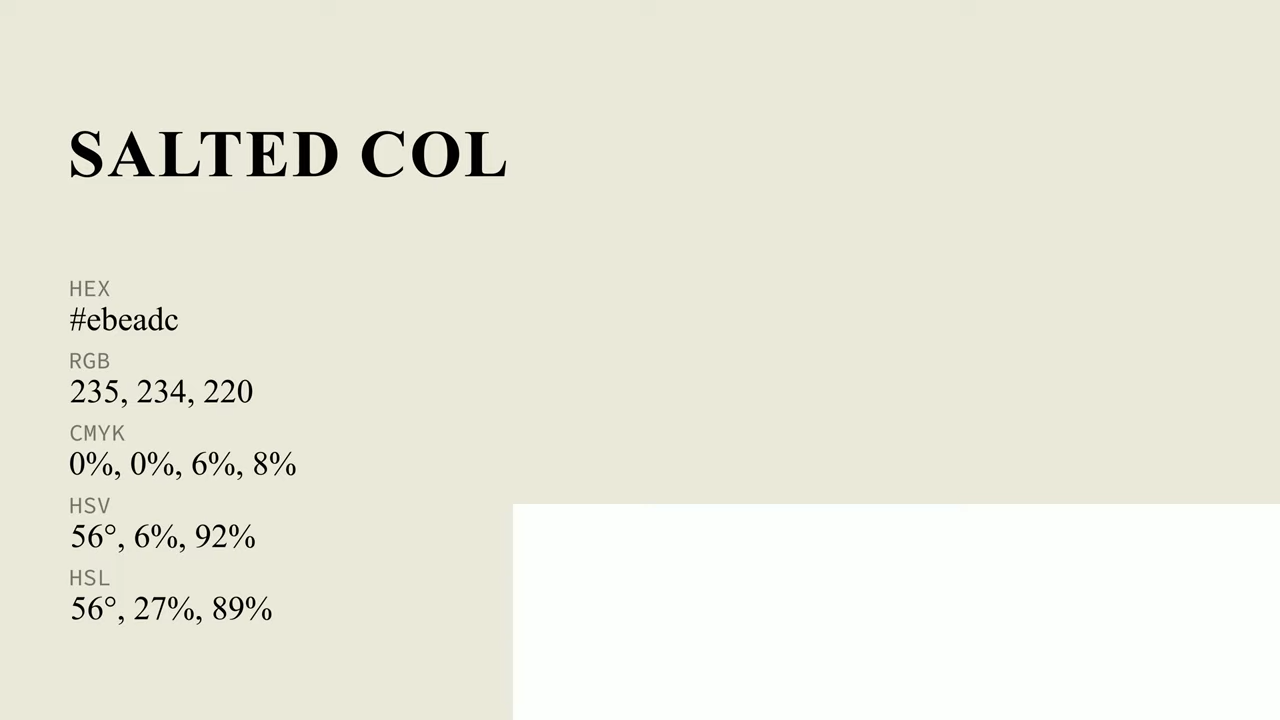 SALTED COL
HEX
#ebeadc
RGB
235, 234, 220
CMYK
0%, 0%, 6%, 8%
HSV
56°, 6%, 92%
HSL
56°, 27%, 89%